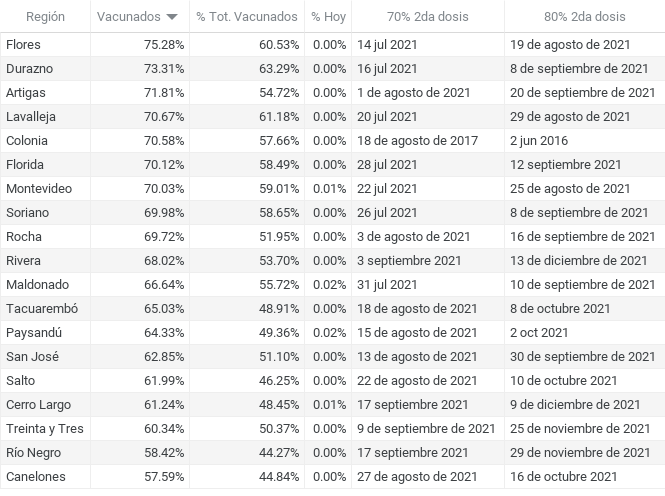 Región Vacunados % Tot. Vacunados % Hoy 70% 2da dosis 80% 2da dosis
Flores 75.28% 60.53% 0.00% 14 jul 2021 19 de agosto de 2021
Durazno 73.31% 63.29% 0.00% 16 jul 2021 8 de septiembre de 2021
Artigas 71.81% 54.72% 0.00% 1 de agosto de 2021 20 de septiembre de 2021
Lavalleja 70.67% 61.18% 0.00% 20 jul 2021 29 de agosto de 2021
Colonia 70.58% 57.66% 0.00% 18 de agosto de 2017 2 jun 2016
Florida 70.12% 58.49% 0.00% 28 jul 2021 12 septiembre 2021
Montevideo 70.03% 59.01% 0.01% 22 jul 2021 25 de agosto de 2021
Soriano 69.98% 58.65% 0.00% 26 jul 2021 8 de septiembre de 2021
Rocha 69.72% 51.95% 0.00% 3 de agosto de 2021 16 de septiembre de 2021
Rivera 68.02% 53.70% 0.00% 3 septiembre 2021 13 de diciembre de 2021
Maldonado 66.64% 55.72% 0.02% 31 jul 2021 10 de septiembre de 2021
Tacuarembó 65.03% 48.91% 0.00% 18 de agosto de 2021 8 de octubre 2021
Paysandú 64.33% 49.36% 0.02% 15 de agosto de 2021 2 oct 2021
San José 62.85% 51.10% 0.00% 13 de agosto de 2021 30 de septiembre de 2021
Salto 61.99% 46.25% 0.00% 22 de agosto de 2021 10 de octubre 2021
Cerro Largo 61.24% 48.45% 0.01% 17 septiembre 2021 9 de diciembre de 2021
Treinta y Tres 60.34% 50.37% 0.00% 9 de septiembre de 2021 25 de noviembre de 2021
Río Negro 58.42% 44.27% 0.00% 17 septiembre 2021 29 de noviembre de 2021
Canelones 57.59% 44.84% 0.00% 27 de agosto de 2021 16 de octubre 2021